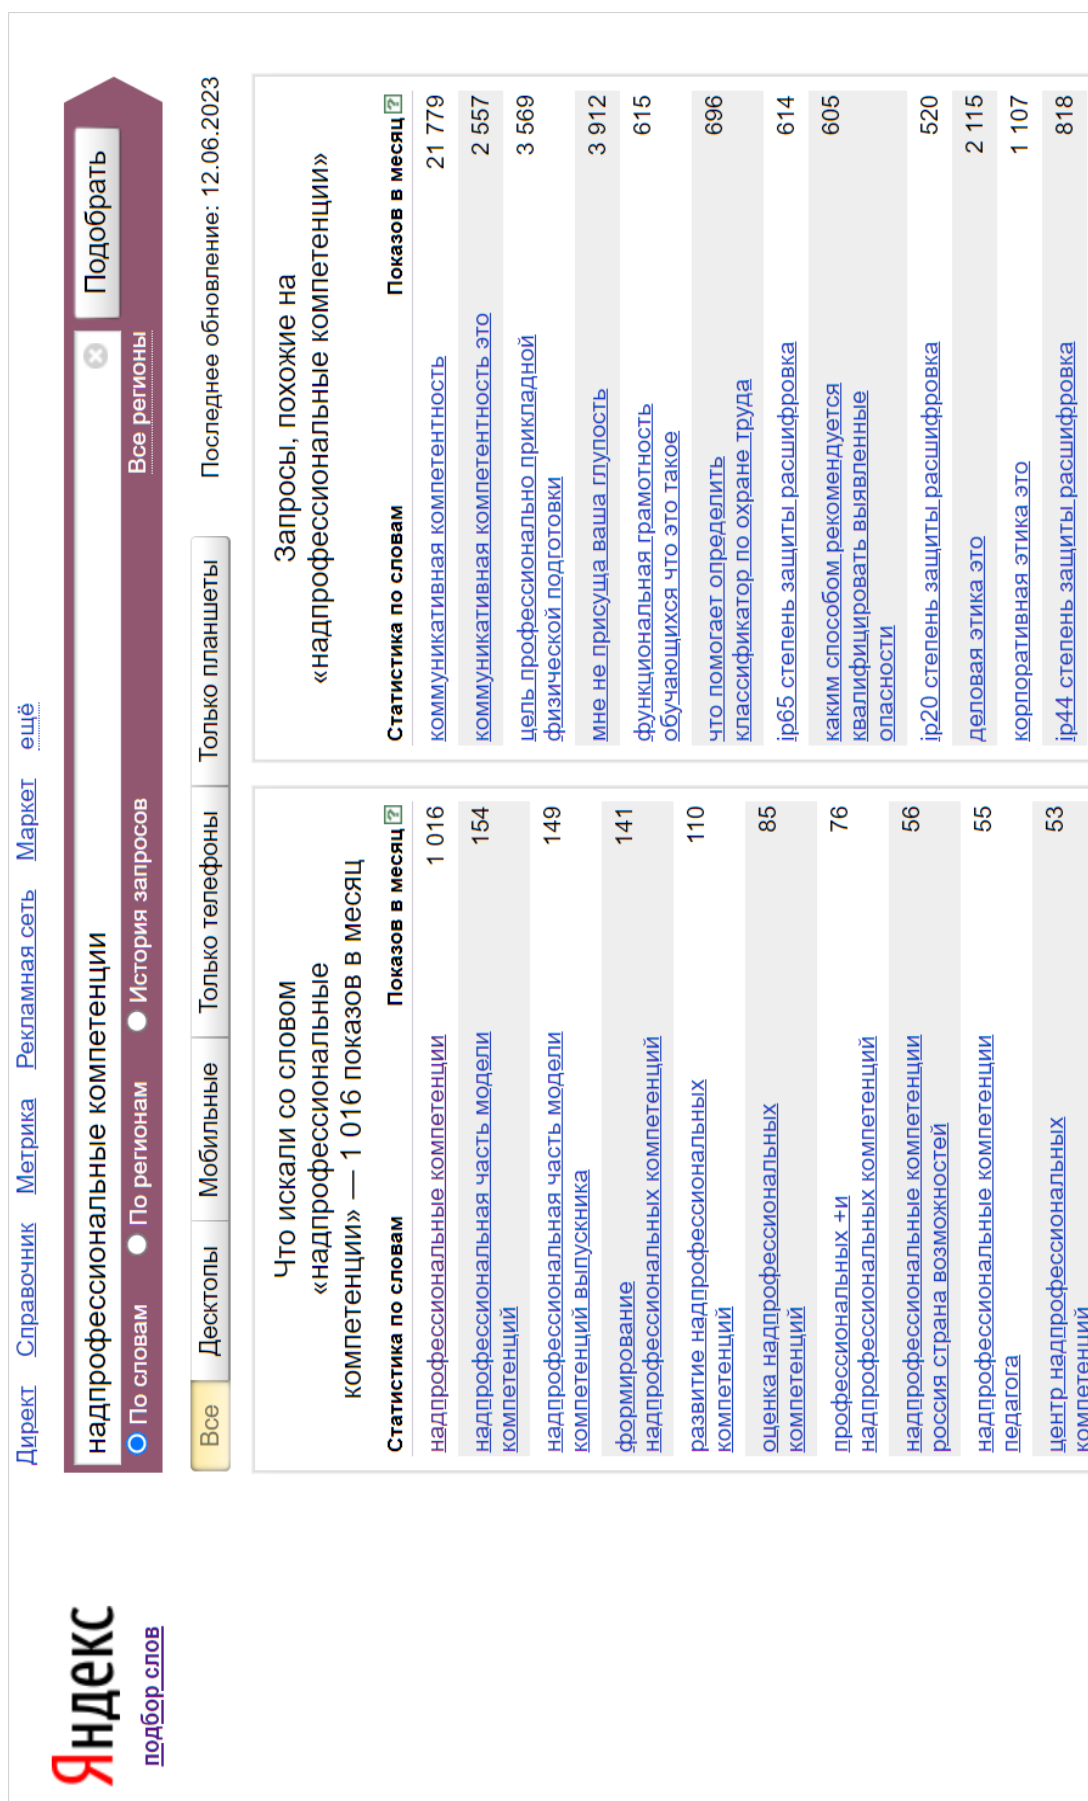 Директ Справочник Метрика Рекламная сеть Маркет ещё
Яндекс
подбор слов
надпрофессиональные компетенции
Подобрать
По словам По регионам История запросов Все регионы
Все Десктопы Мобильные Только телефоны Только планшеты
Последнее обновление: 12.06.2023
Что искали со словом
«надпрофессиональные
компетенции» — 1 016 показов в месяц
Статистика по словам Показов в месяц ?
надпрофессиональные компетенции 1 016
надпрофессиональная часть модели 154
компетенций
надпрофессиональная часть модели 149
компетенций выпускника
формирование 141
надпрофессиональных компетенций
развитие надпрофессиональных 110
компетенций
оценка надпрофессиональных 85
компетенций
профессиональных +и 76
надпрофессиональных компетенций
надпрофессиональные компетенции 56
россия страна возможностей
надпрофессиональные компетенции 55
педагога
центр надпрофессиональных 53
компетенций
Запросы, похожие на
«надпрофессиональные компетенции»
Статистика по словам Показов в месяц ?
коммуникативная компетентность 21 779
коммуникативная компетентность это 2 557
цель профессионально прикладной 3 569
физической подготовки
мне не присуща ваша глупость 3 912
функциональная грамотность 615
обучающихся что это такое
что помогает определить 696
классификатор по охране труда
ip65 степень защиты расшифровка 614
каким способом рекомендуется 605
квалифицировать выявленные
опасности
ip20 степень защиты расшифровка 520
деловая этика это 2 115
корпоративная этика это 1 107
ip44 степень защиты расшифровка 818